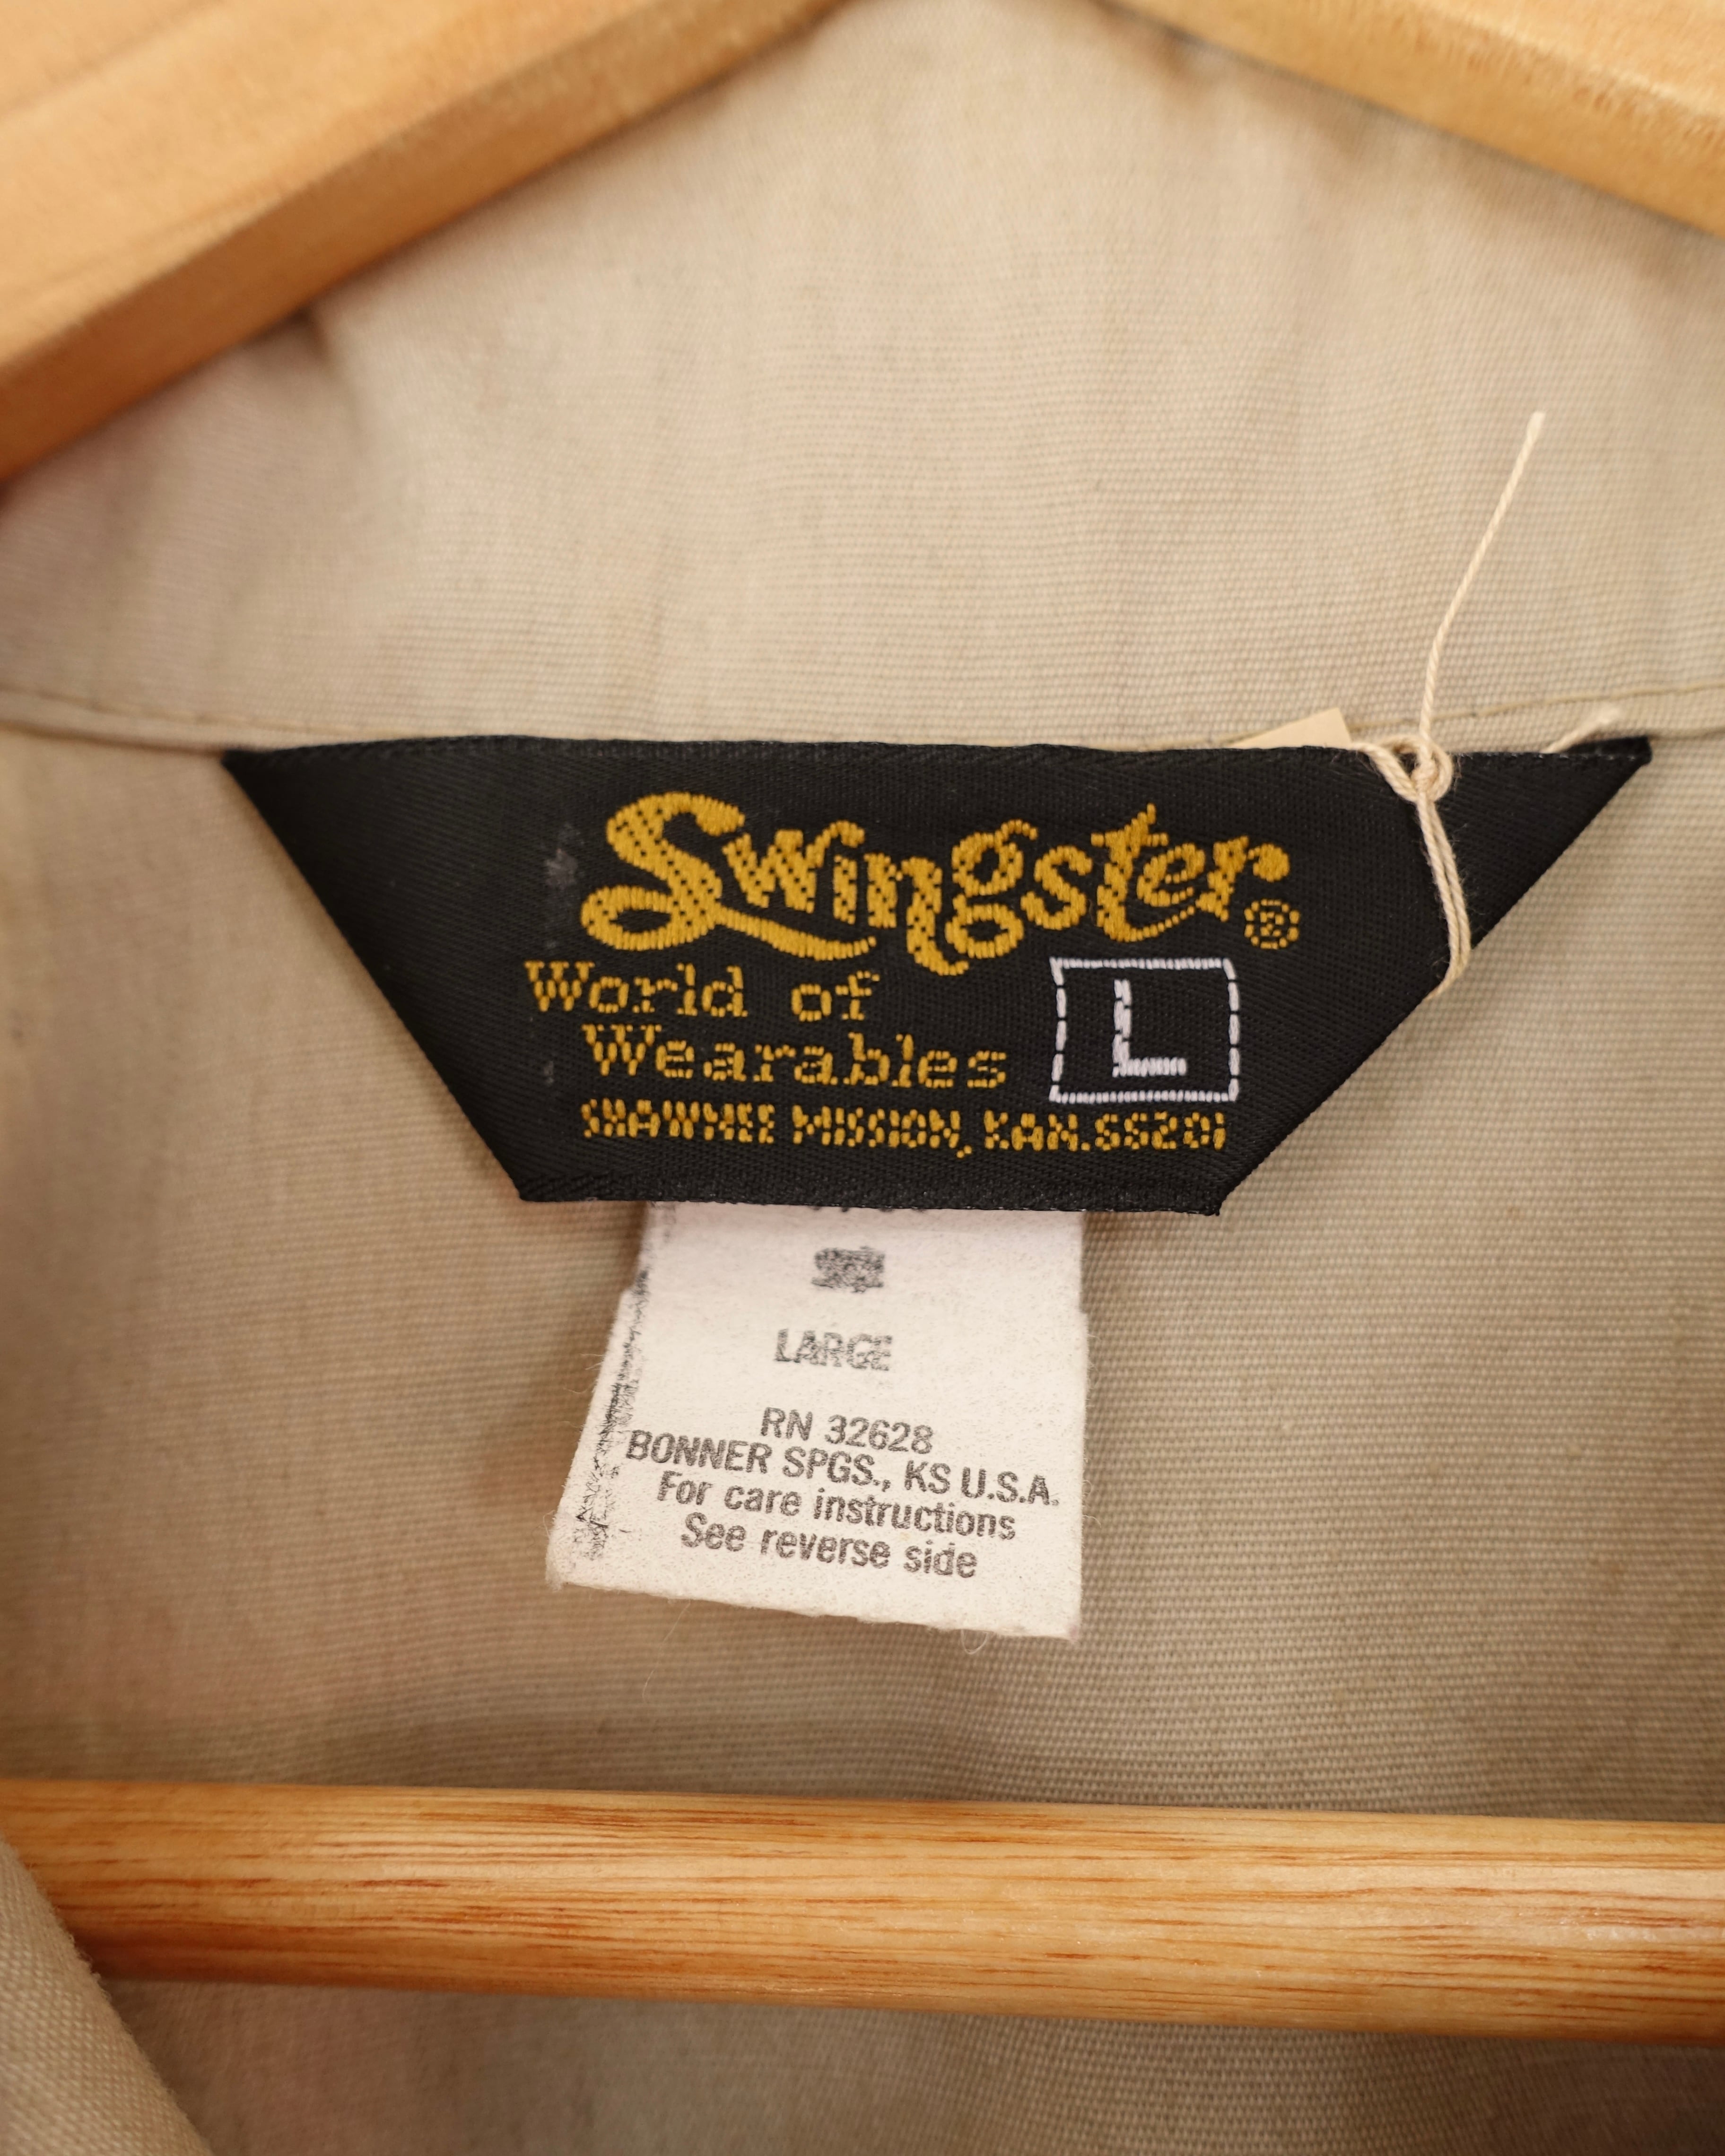 Swingster®
World of
Wearables
L
SHAWNEE MISSION, KAN. 66201
LARGE
RN 32628
BONNER SPGS., KS U.S.A.
For care instructions
See reverse side